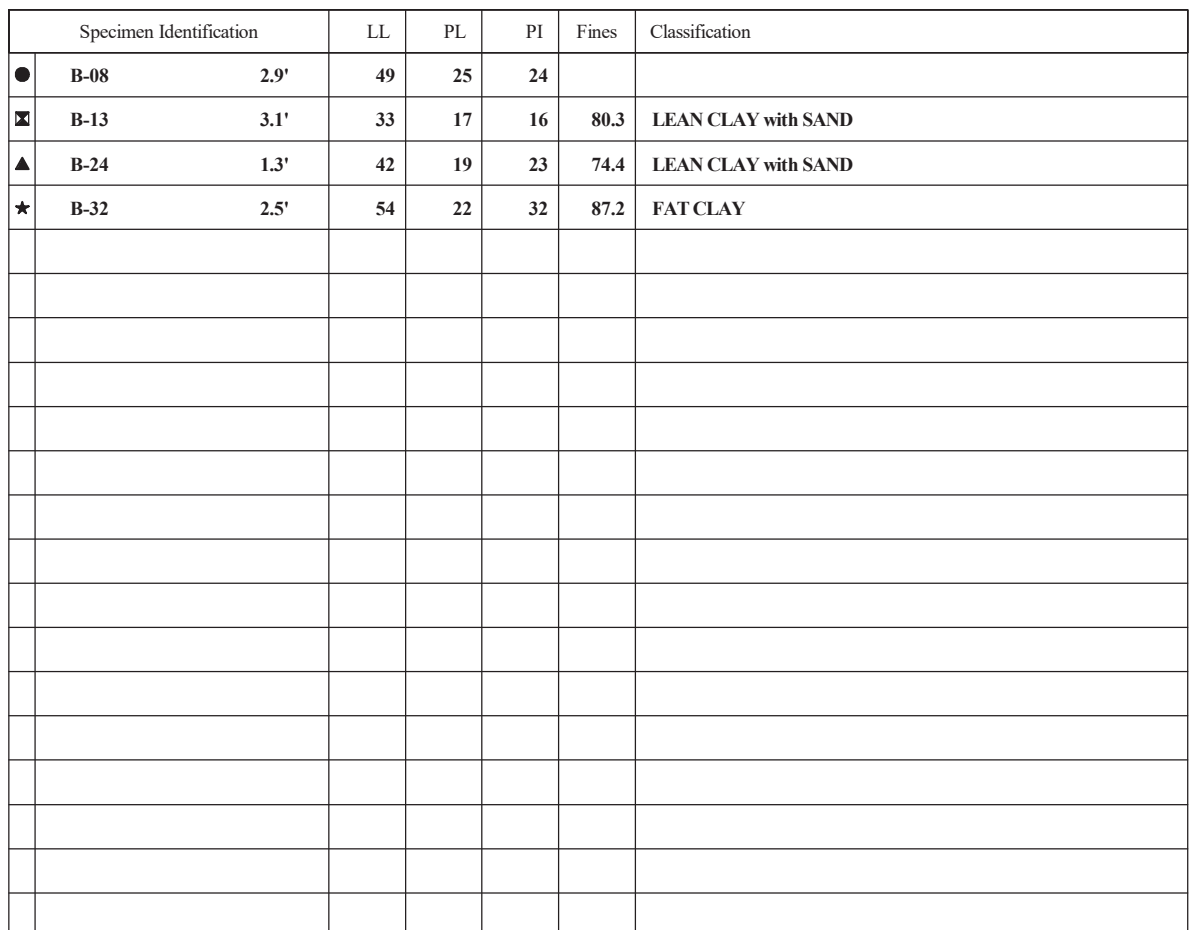 Specimen Identification LL PL PI Fines Classification
B-08 2.9' 49 25 24
B-13 3.1' 33 17 16 80.3 LEAN CLAY with SAND
B-24 1.3' 42 19 23 74.4 LEAN CLAY with SAND
B-32 2.5' 54 22 32 87.2 FAT CLAY